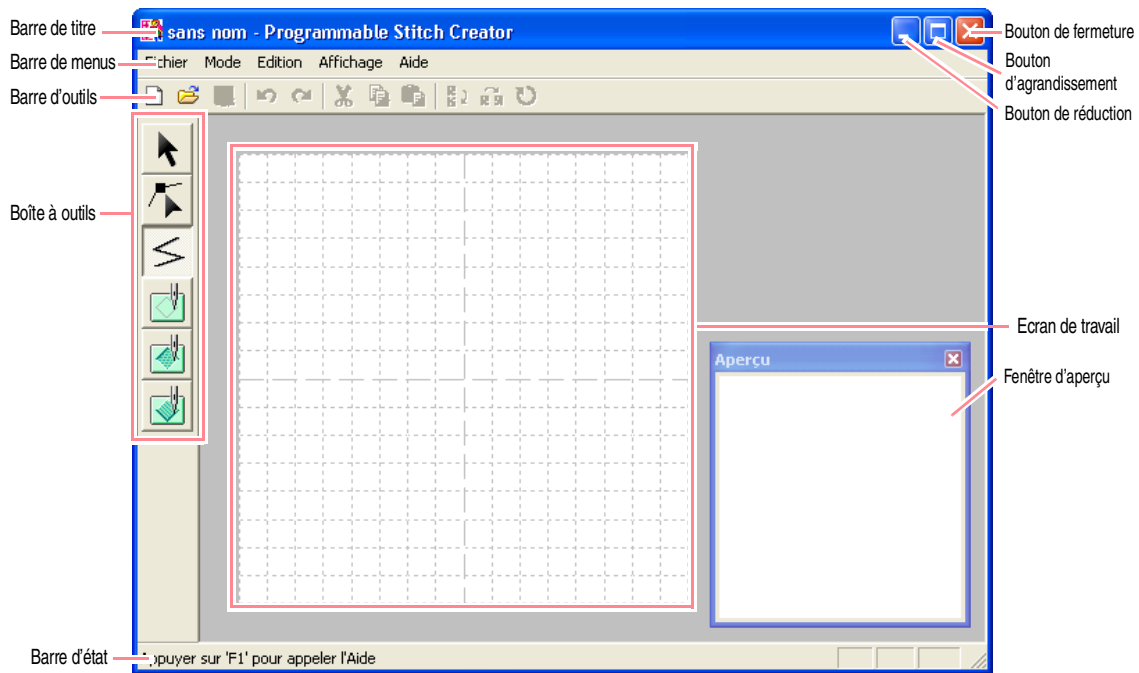 Barre de titre
sans nom - Programmable Stitch Creator
Bouton de fermeture
Barre de menus
Fichier Mode Edition Affichage Aide
Bouton
d'agrandissement
Barre d'outils
Bouton de réduction
Boîte à outils
Ecran de travail
Aperçu
Fenêtre d'aperçu
Barre d'état
Appuyer sur 'F1' pour appeler l'Aide